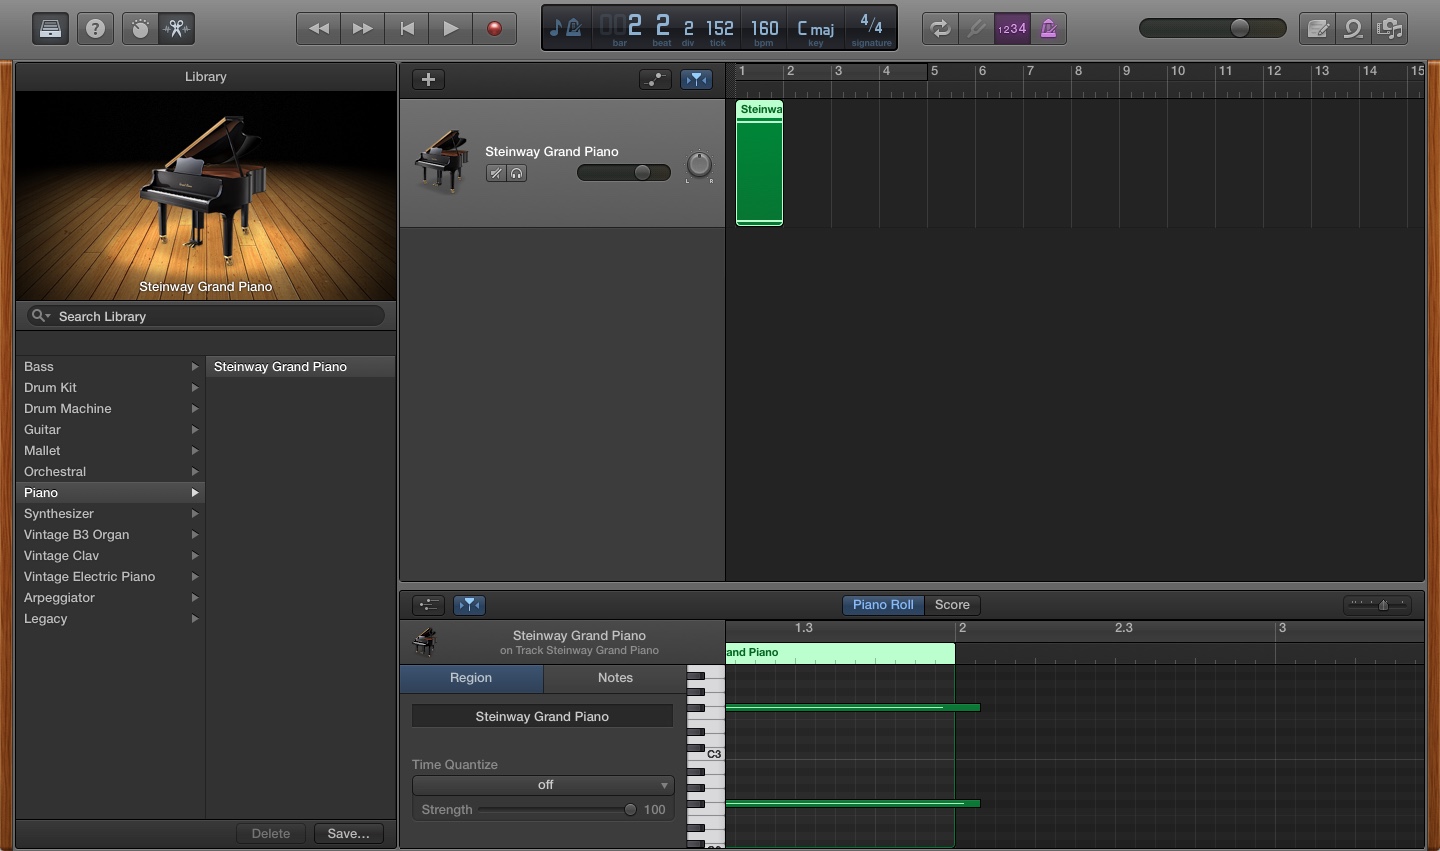 ?
2 2 2 152 160 C maj 4/4
bar beat div tick bpm key signature
1234
Library
Steinway Grand Piano
Search Library
Bass
Drum Kit
Drum Machine
Guitar
Mallet
Orchestral
Piano
Synthesizer
Vintage B3 Organ
Vintage Clav
Vintage Electric Piano
Arpeggiator
Legacy
Steinway Grand Piano
Delete Save...
1 2 3 4 5 6 7 8 9 10 11 12 13 14 15
Steinway Grand Piano
L R
Steinwa
Piano Roll Score
Steinway Grand Piano
on Track Steinway Grand Piano
1.3 2 2.3 3
and Piano
Region Notes
Steinway Grand Piano
Time Quantize
off
Strength 100
C3